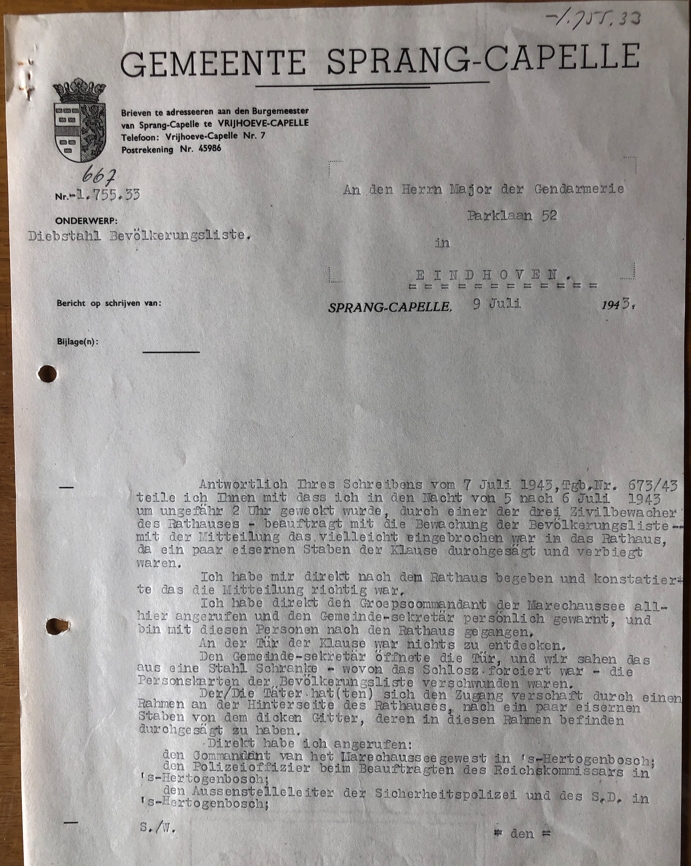 -1.755.33
GEMEENTE SPRANG-CAPELLE
Brieven te adresseeren aan den Burgemeester
van Sprang-Capelle te VRIJHOEVE-CAPELLE
Telefoon: Vrijhoeve-Capelle Nr. 7
Postrekening Nr. 45986
667
Nr.-1.755.33
ONDERWERP:
Diebstahl Bevölkerungsliste.
An den Herrn Major der Gendarmerie
Parklaan 52
in
EINDHOVEN.
= = = = = = = = = = = =
Bericht op schrijven van:
SPRANG-CAPELLE, 9 Juli 1943.
Bijlage(n):
Antwortlich Ihres Schreibens vom 7 Juli 1943,Tgb.Nr. 673/43
teile ich Ihnen mit dass ich in den Nacht von 5 nach 6 Juli 1943
um ungefähr 2 Uhr geweckt wurde, durch einer der drei Zivilbewacher
des Rathauses - beauftragt mit die Bewachung der Bevölkerungsliste --
mit der Mitteilung das vielleicht eingebrochen war in das Rathaus,
da ein paar eisernen Staben der Klause durchgesägt und verbiegt
waren.
Ich habe mir direkt nach dem Rathaus begeben und konstatier=
te das die Mitteilung richtig war.
Ich habe direkt den Groepscommandant der Marechaussee all-
hier angerufen und den Gemeinde-sekretär persönlich gewarnt, und
bin mit diesen Personen nach den Rathaus gegangen.
An der Tür der Klause war nichts zu entdecken.
Den Gemeinde-sekretär öffnete die Tür, und wir sahen das
aus eine Stahl Schranke - wovon das Schlosz forciert war - die
Personskarten der Bevölkerungsliste verschwunden waren.
Der/Die Täter hat(ten) sich den Zugang verschaft durch einen
Rahmen an der Hinterseite des Rathauses, nach ein paar eisernen
Staben von dem dicken Gitter, deren in diesen Rahmen befinden
durchgesägt zu haben.
Direkt habe ich angerufen:
den Commandant van het Marechausseegewest in 's-Hertogenbosch;
den Polizeioffizier beim Beauftragten des Reichskommissars in
's-Hertogenbosch;
den Aussenstelleleiter der Sicherheitspolizei und des S.D. in
's-Hertogenbosch;
S./W.
= den =